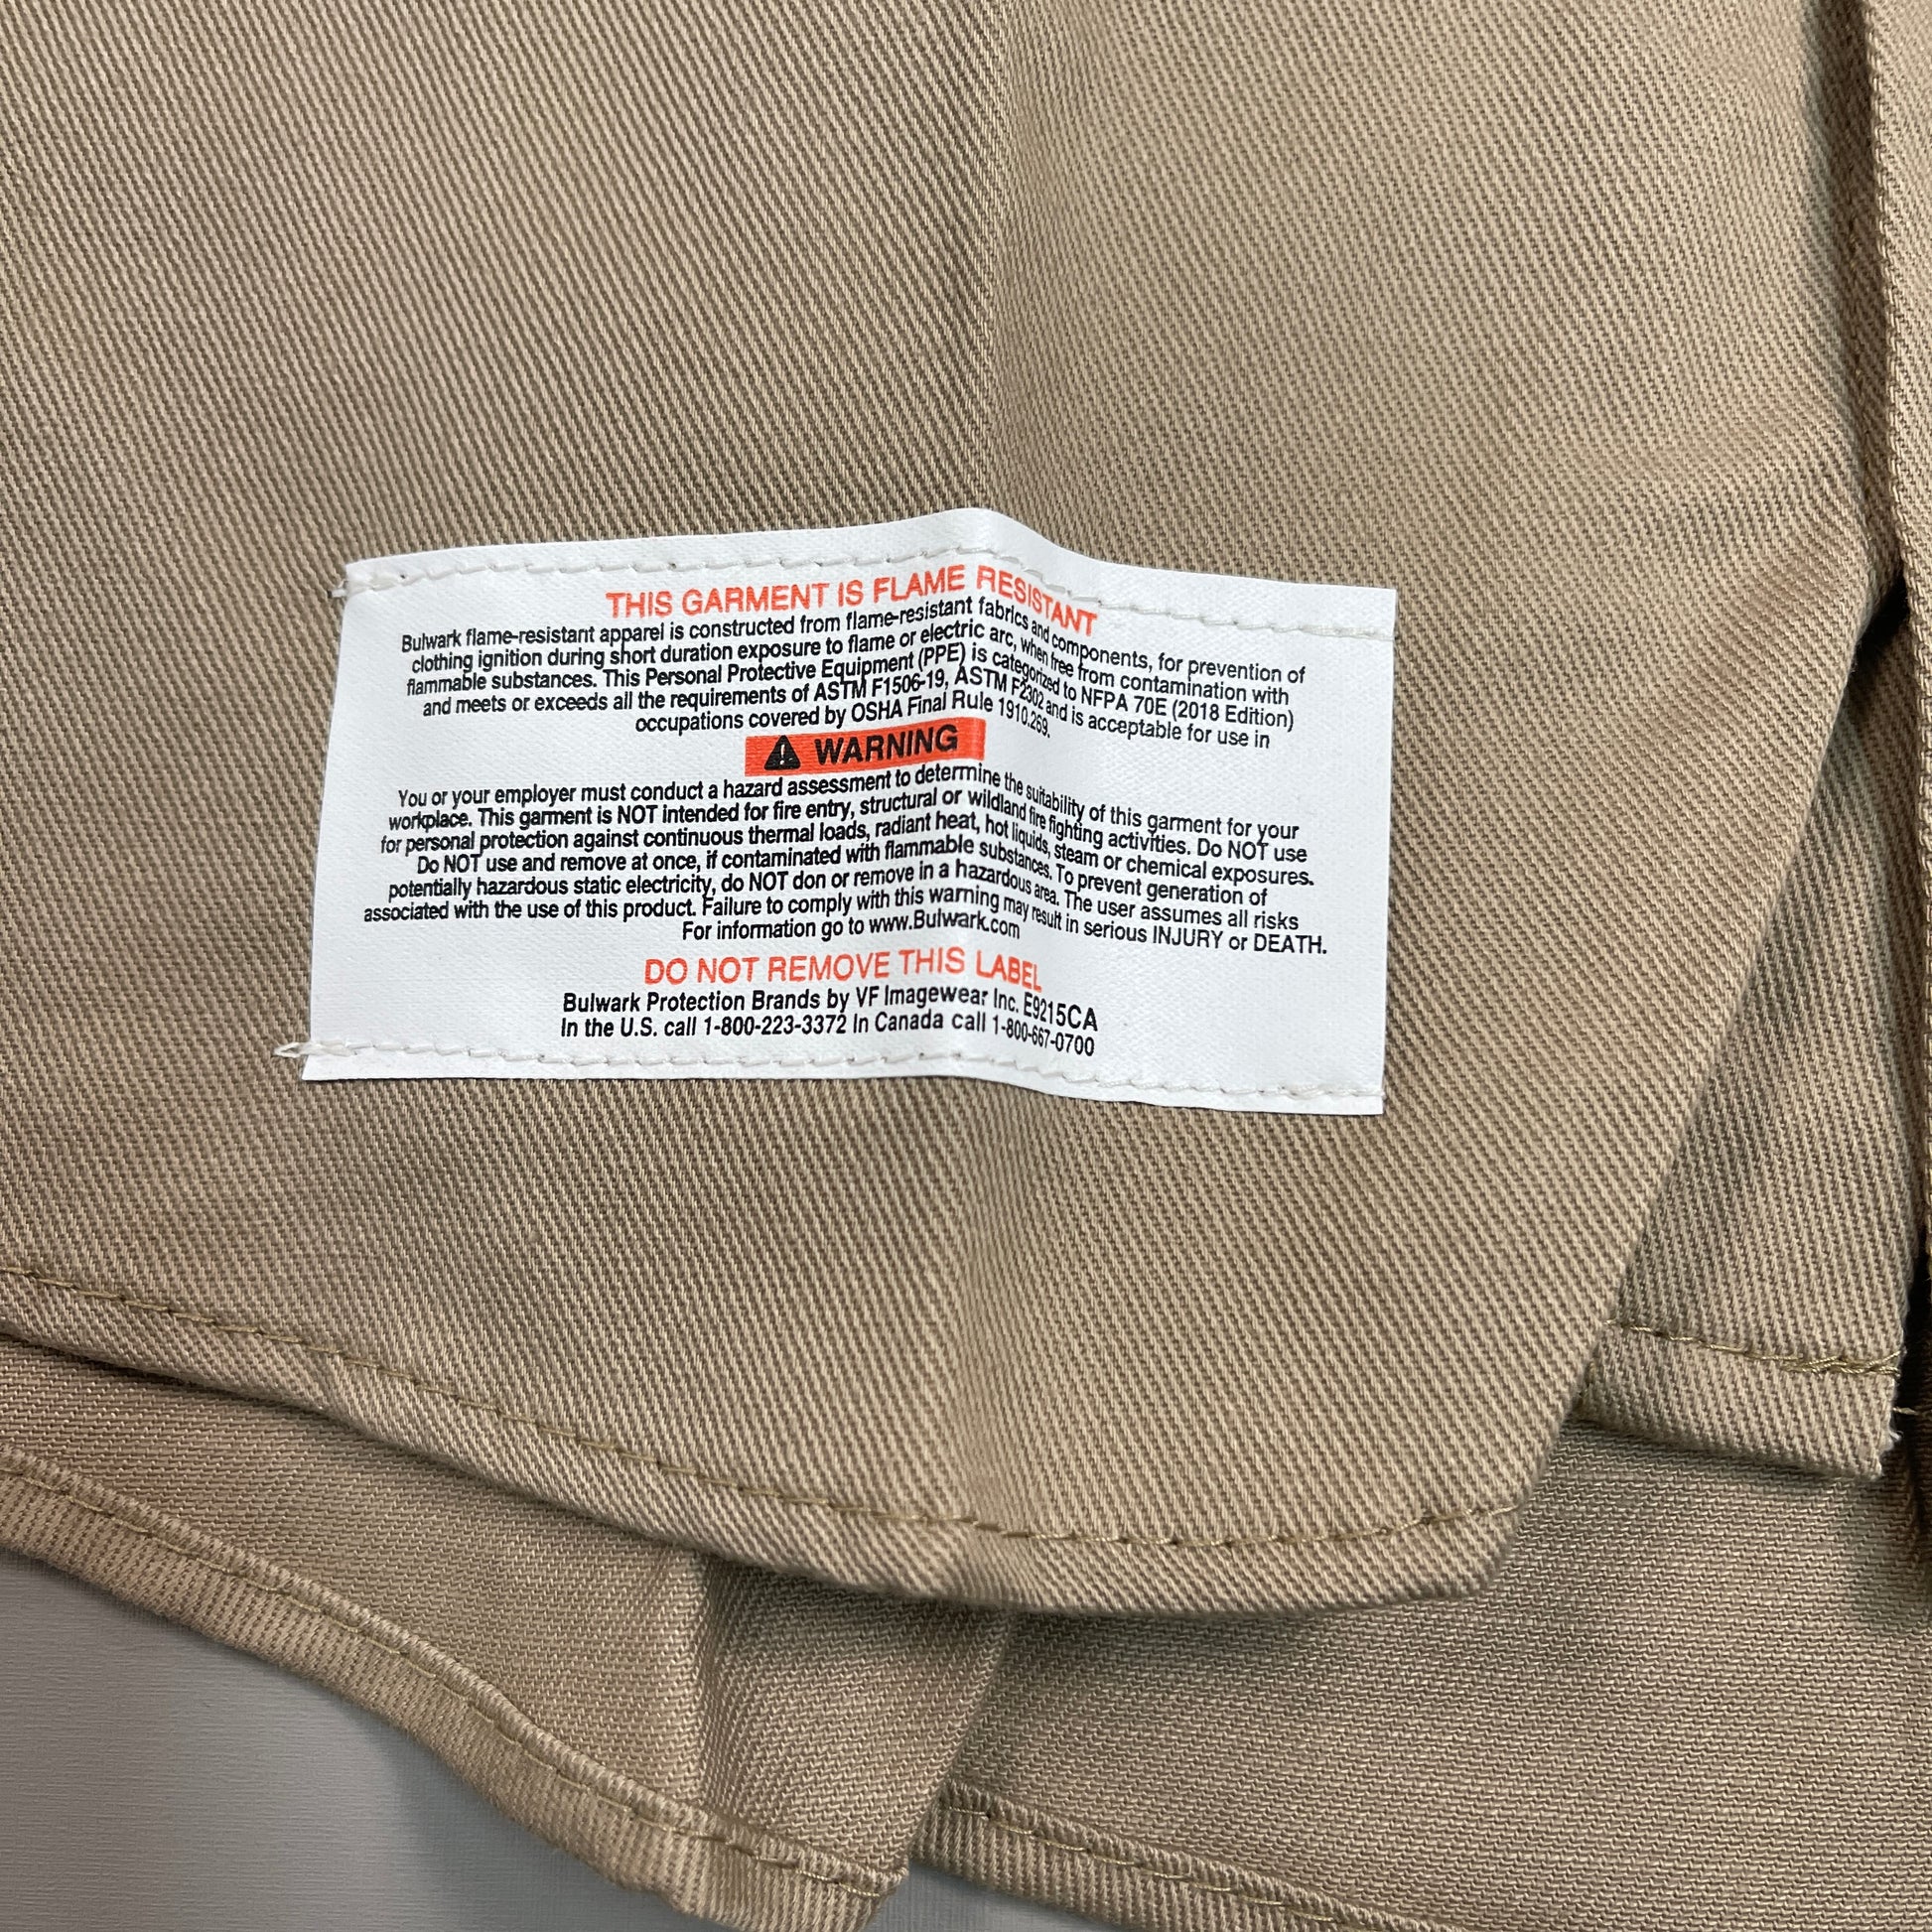 THIS GARMENT IS FLAME RESISTANT
Bulwark flame-resistant apparel is constructed from flame-resistant fabrics and components, for prevention of
clothing ignition during short duration exposure to flame or electric arc, when free from contamination with
flammable substances. This Personal Protective Equipment (PPE) is categorized to NFPA 70E (2018 Edition)
and meets or exceeds all the requirements of ASTM F1506-19, ASTM F2302 and is acceptable for use in
occupations covered by OSHA Final Rule 1910.269.
WARNING
You or your employer must conduct a hazard assessment to determine the suitability of this garment for your
workplace. This garment is NOT intended for fire entry, structural or wildland fire fighting activities. Do NOT use
for personal protection against continuous thermal loads, radiant heat, hot liquids, steam or chemical exposures.
Do NOT use and remove at once, if contaminated with flammable substances. To prevent generation of
potentially hazardous static electricity, do NOT don or remove in a hazardous area. The user assumes all risks
associated with the use of this product. Failure to comply with this warning may result in serious INJURY or DEATH.
For information go to www.Bulwark.com
DO NOT REMOVE THIS LABEL
Bulwark Protection Brands by VF Imagewear Inc. E9215CA
In the U.S. call 1-800-223-3372 In Canada call 1-800-667-0700